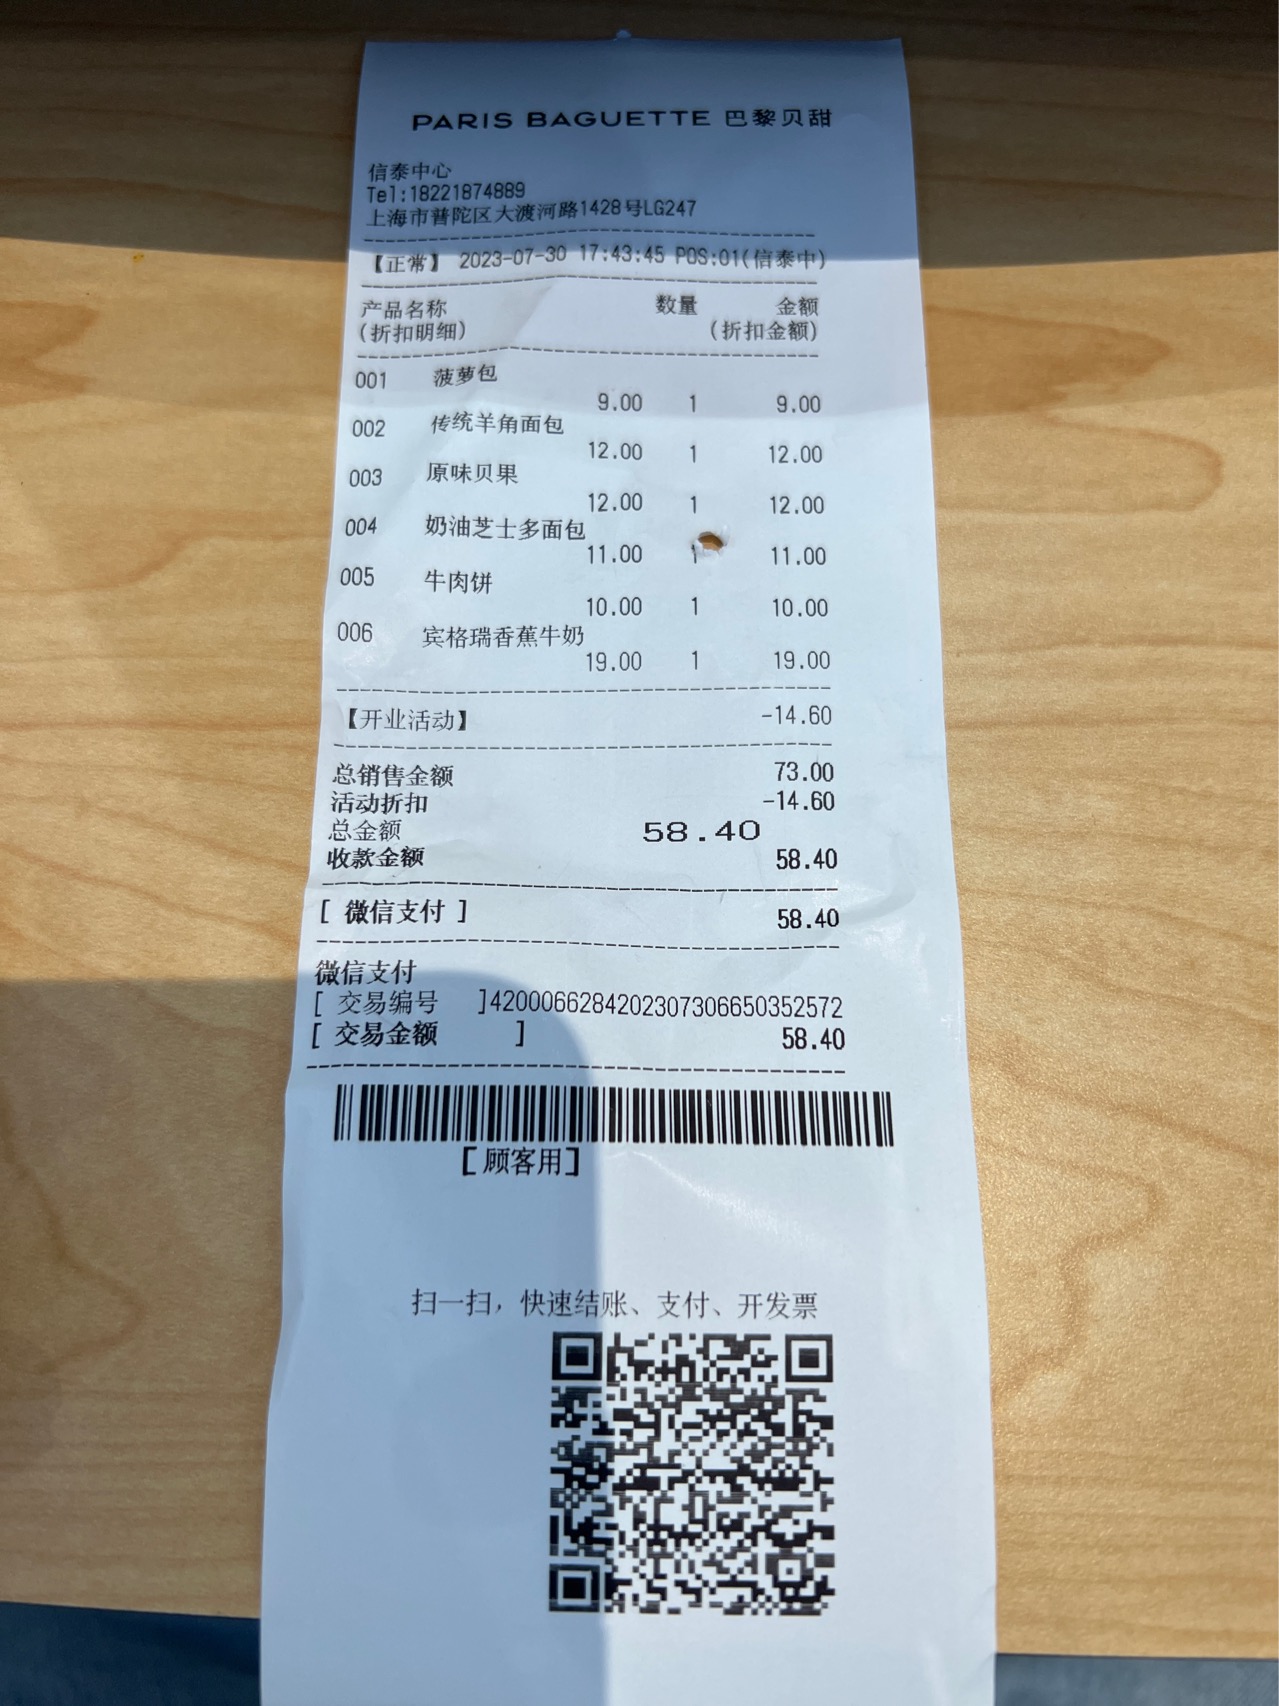 PARIS BAGUETTE 巴黎贝甜
信泰中心
Tel:18221874889
上海市普陀区大渡河路1428号LG247
【正常】 2023-07-30 17:43:45 POS:01(信泰中)
产品名称 数量 金额
(折扣明细) (折扣金额)
001 菠萝包
9.00 1 9.00
002 传统羊角面包
12.00 1 12.00
003 原味贝果
12.00 1 12.00
004 奶油芝士多面包
11.00 1 11.00
005 牛肉饼
10.00 1 10.00
006 宾格瑞香蕉牛奶
19.00 1 19.00
【开业活动】 -14.60
总销售金额 73.00
活动折扣 -14.60
总金额 58.40
收款金额 58.40
[ 微信支付 ] 58.40
微信支付
[ 交易编号 ]4200066284202307306650352572
[ 交易金额 ] 58.40
[顾客用]
扫一扫，快速结账、支付、开发票